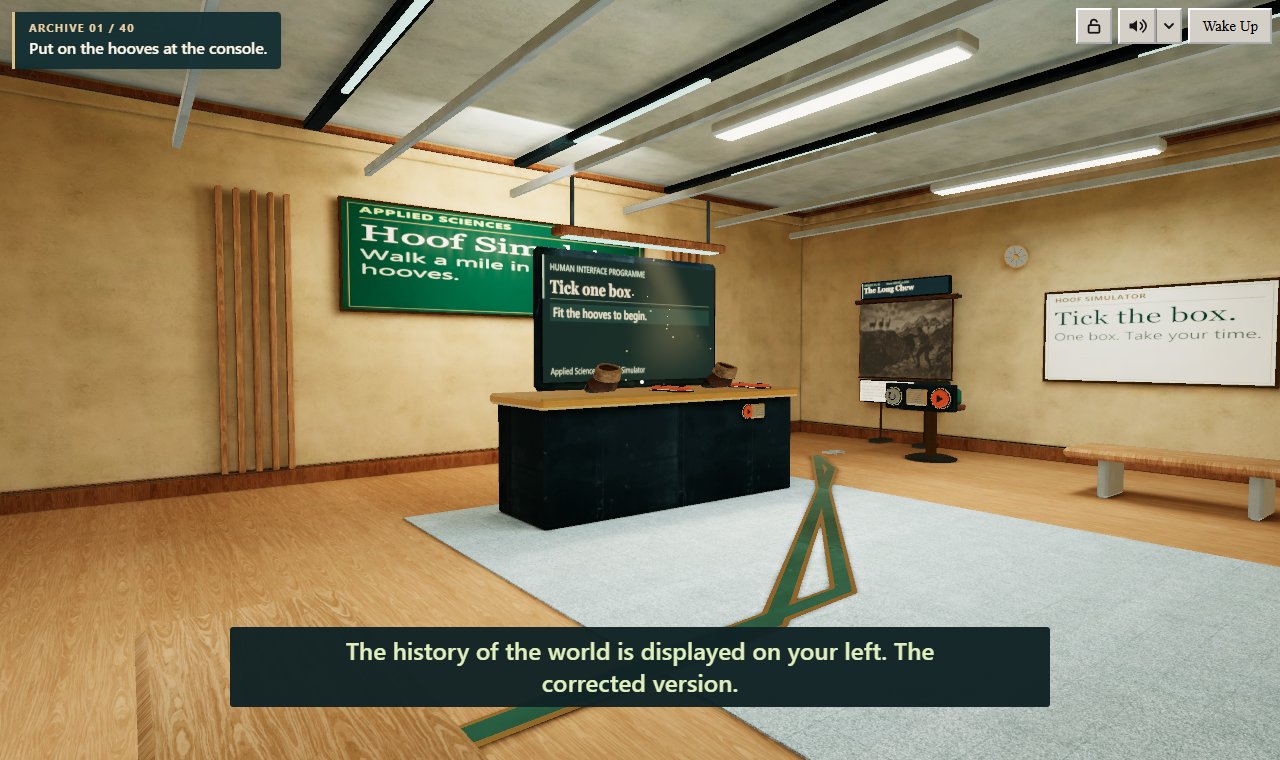 ARCHIVE 01 / 40
Put on the hooves at the console.
Wake Up
APPLIED SCIENCES
Hoof Sim
Walk a mile in
hooves.
HUMAN INTERFACE PROGRAMME
Tick one box.
Fit the hooves to begin.
Applied Science
Simulator
The Long Chew
HOOF SIMULATOR
Tick the box.
One box. Take your time.
The history of the world is displayed on your left. The
corrected version.